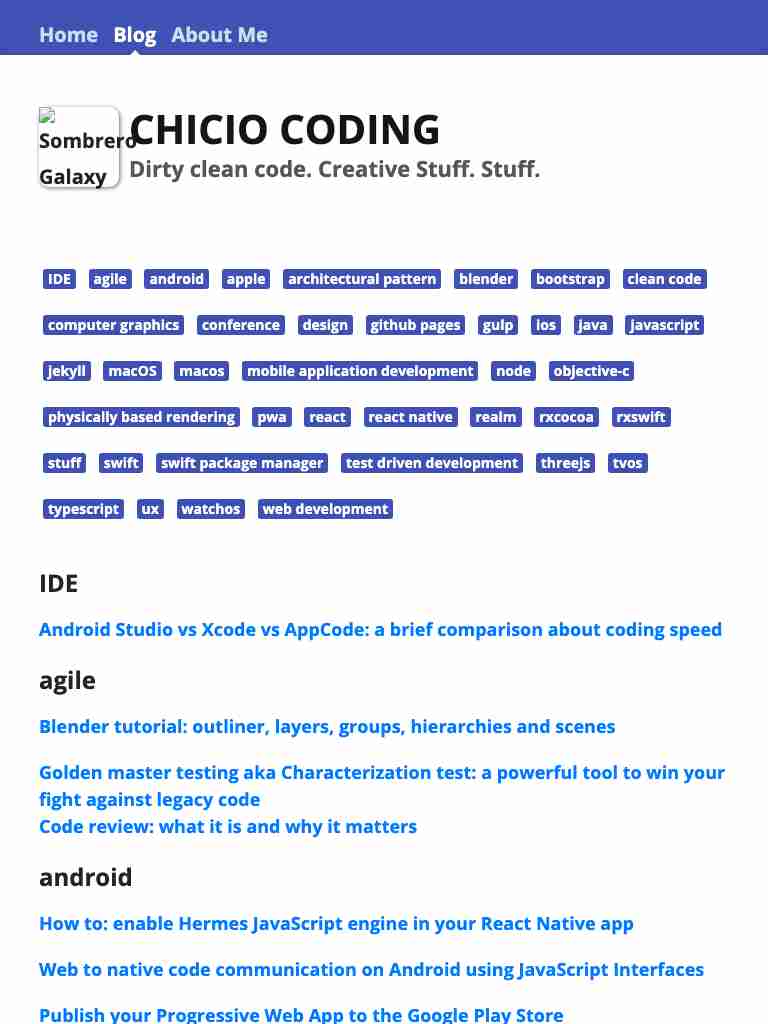 Home Blog About Me
Sombrero
Galaxy
CHICIO CODING
Dirty clean code. Creative Stuff. Stuff.
IDE agile android apple architectural pattern blender bootstrap clean code
computer graphics conference design github pages gulp ios java javascript
jekyll macOS macos mobile application development node objective-c
physically based rendering pwa react react native realm rxcocoa rxswift
stuff swift swift package manager test driven development threejs tvos
typescript ux watchos web development
IDE
Android Studio vs Xcode vs AppCode: a brief comparison about coding speed
agile
Blender tutorial: outliner, layers, groups, hierarchies and scenes
Golden master testing aka Characterization test: a powerful tool to win your
fight against legacy code
Code review: what it is and why it matters
android
How to: enable Hermes JavaScript engine in your React Native app
Web to native code communication on Android using JavaScript Interfaces
Publish your Progressive Web App to the Google Play Store